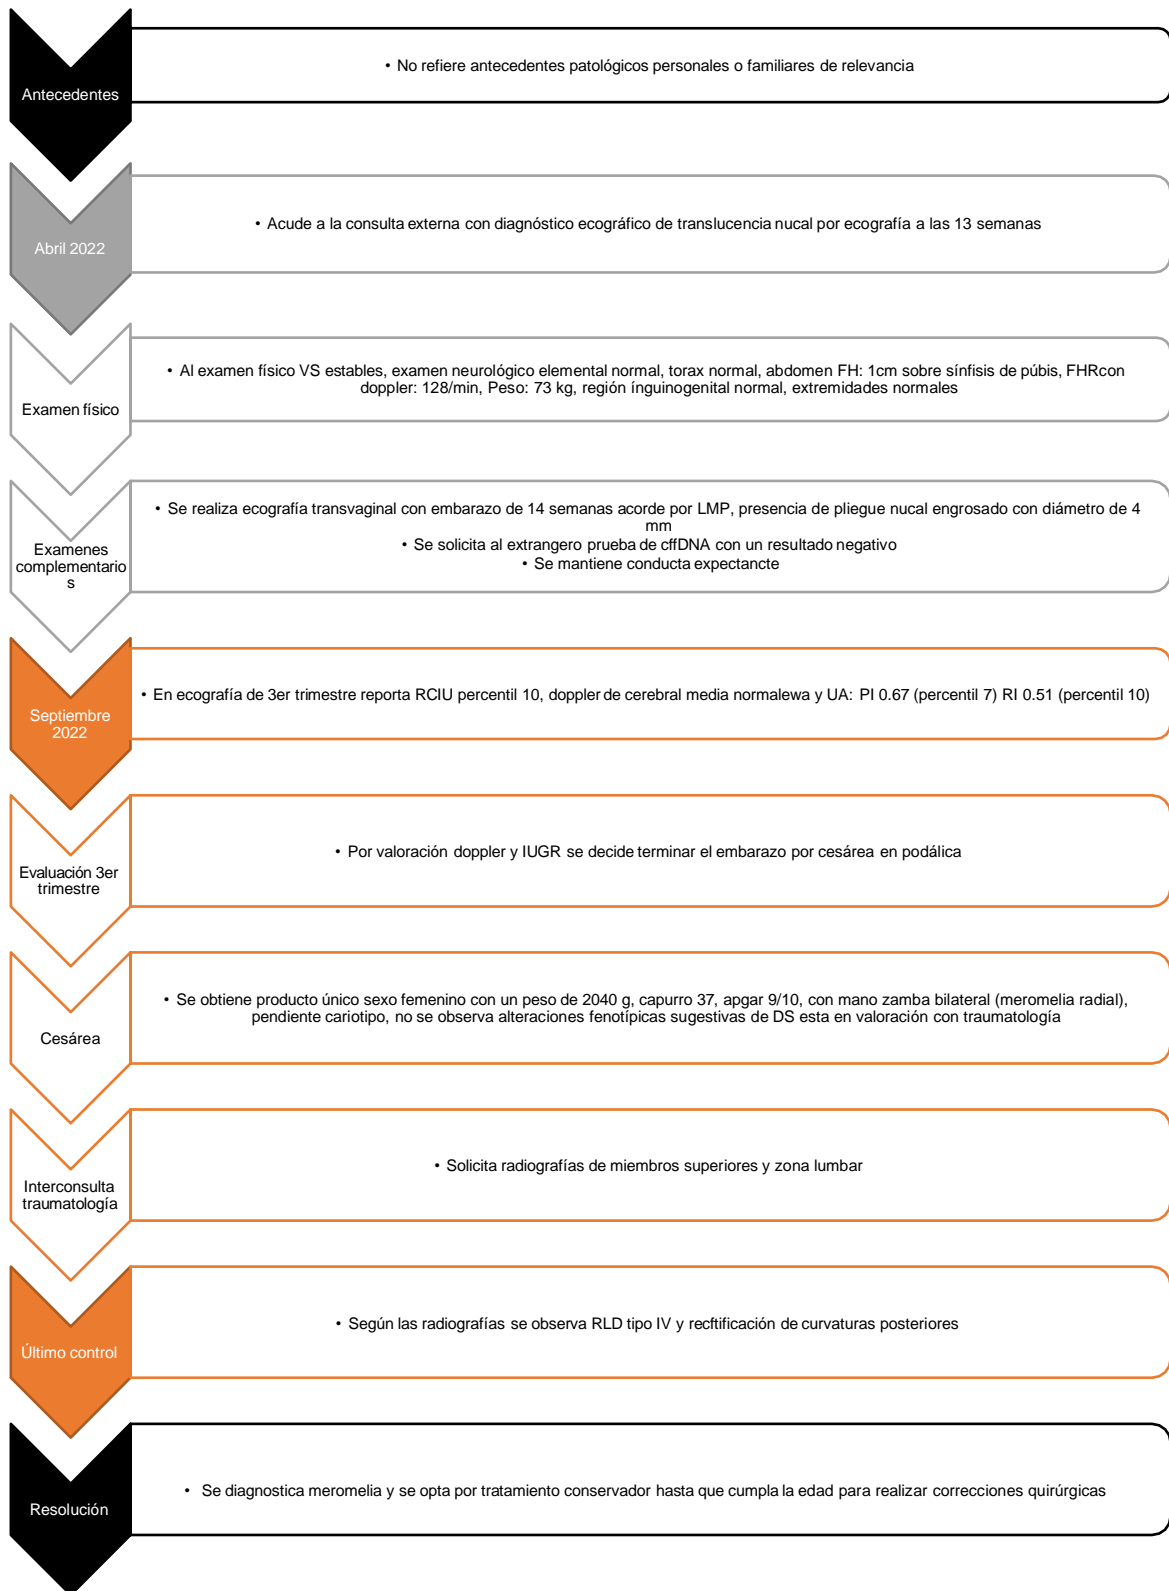 Antecedentes
• No refiere antecedentes patológicos personales o familiares de relevancia
Abril 2022
• Acude a la consulta externa con diagnóstico ecográfico de translucencia nucal por ecografía a las 13 semanas
Examen físico
• Al examen físico VS estables, examen neurológico elemental normal, torax normal, abdomen FH: 1cm sobre sínfisis de púbis, FHRcon
doppler: 128/min, Peso: 73 kg, región ínguinogenital normal, extremidades normales
Examenes
complementario
s
• Se realiza ecografía transvaginal con embarazo de 14 semanas acorde por LMP, presencia de pliegue nucal engrosado con diámetro de 4
mm
• Se solicita al extrangero prueba de cffDNA con un resultado negativo
• Se mantiene conducta expectancte
Septiembre
2022
• En ecografía de 3er trimestre reporta RCIU percentil 10, doppler de cerebral media normalewa y UA: PI 0.67 (percentil 7) RI 0.51 (percentil 10)
Evaluación 3er
trimestre
• Por valoración doppler y IUGR se decide terminar el embarazo por cesárea en podálica
Cesárea
• Se obtiene producto único sexo femenino con un peso de 2040 g, capurro 37, apgar 9/10, con mano zamba bilateral (meromelia radial),
pendiente cariotipo, no se observa alteraciones fenotípicas sugestivas de DS esta en valoración con traumatología
Interconsulta
traumatología
• Solicita radiografías de miembros superiores y zona lumbar
Último control
• Según las radiografías se observa RLD tipo IV y recftificación de curvaturas posteriores
Resolución
• Se diagnostica meromelia y se opta por tratamiento conservador hasta que cumpla la edad para realizar correcciones quirúrgicas